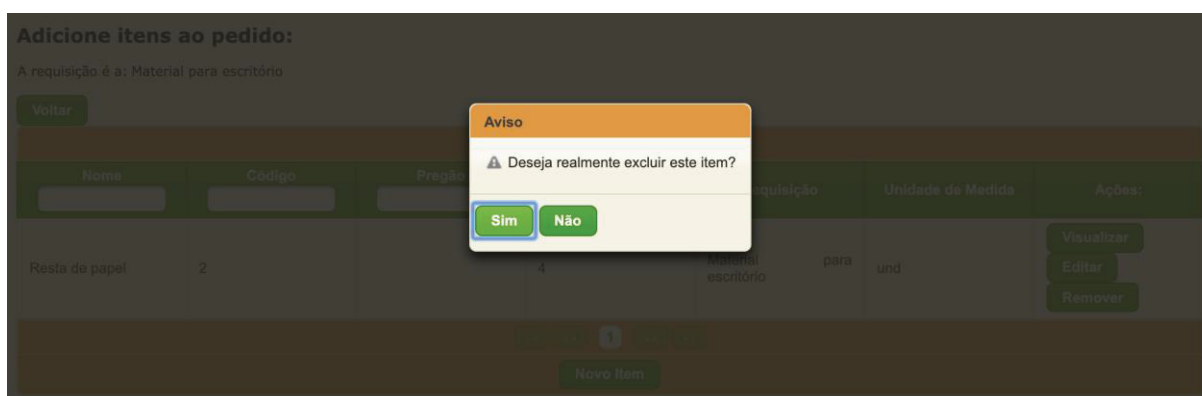 Adicione itens ao pedido:
A requisição é a: Material para escritório
Voltar
Aviso
Deseja realmente excluir este item?
Sim Não
Nome Código Pregão equisição Unidade de Medida Ações:
Resta de papel 2 4 Material para escritório und
Visualizar
Editar
Remover
1
Novo Item